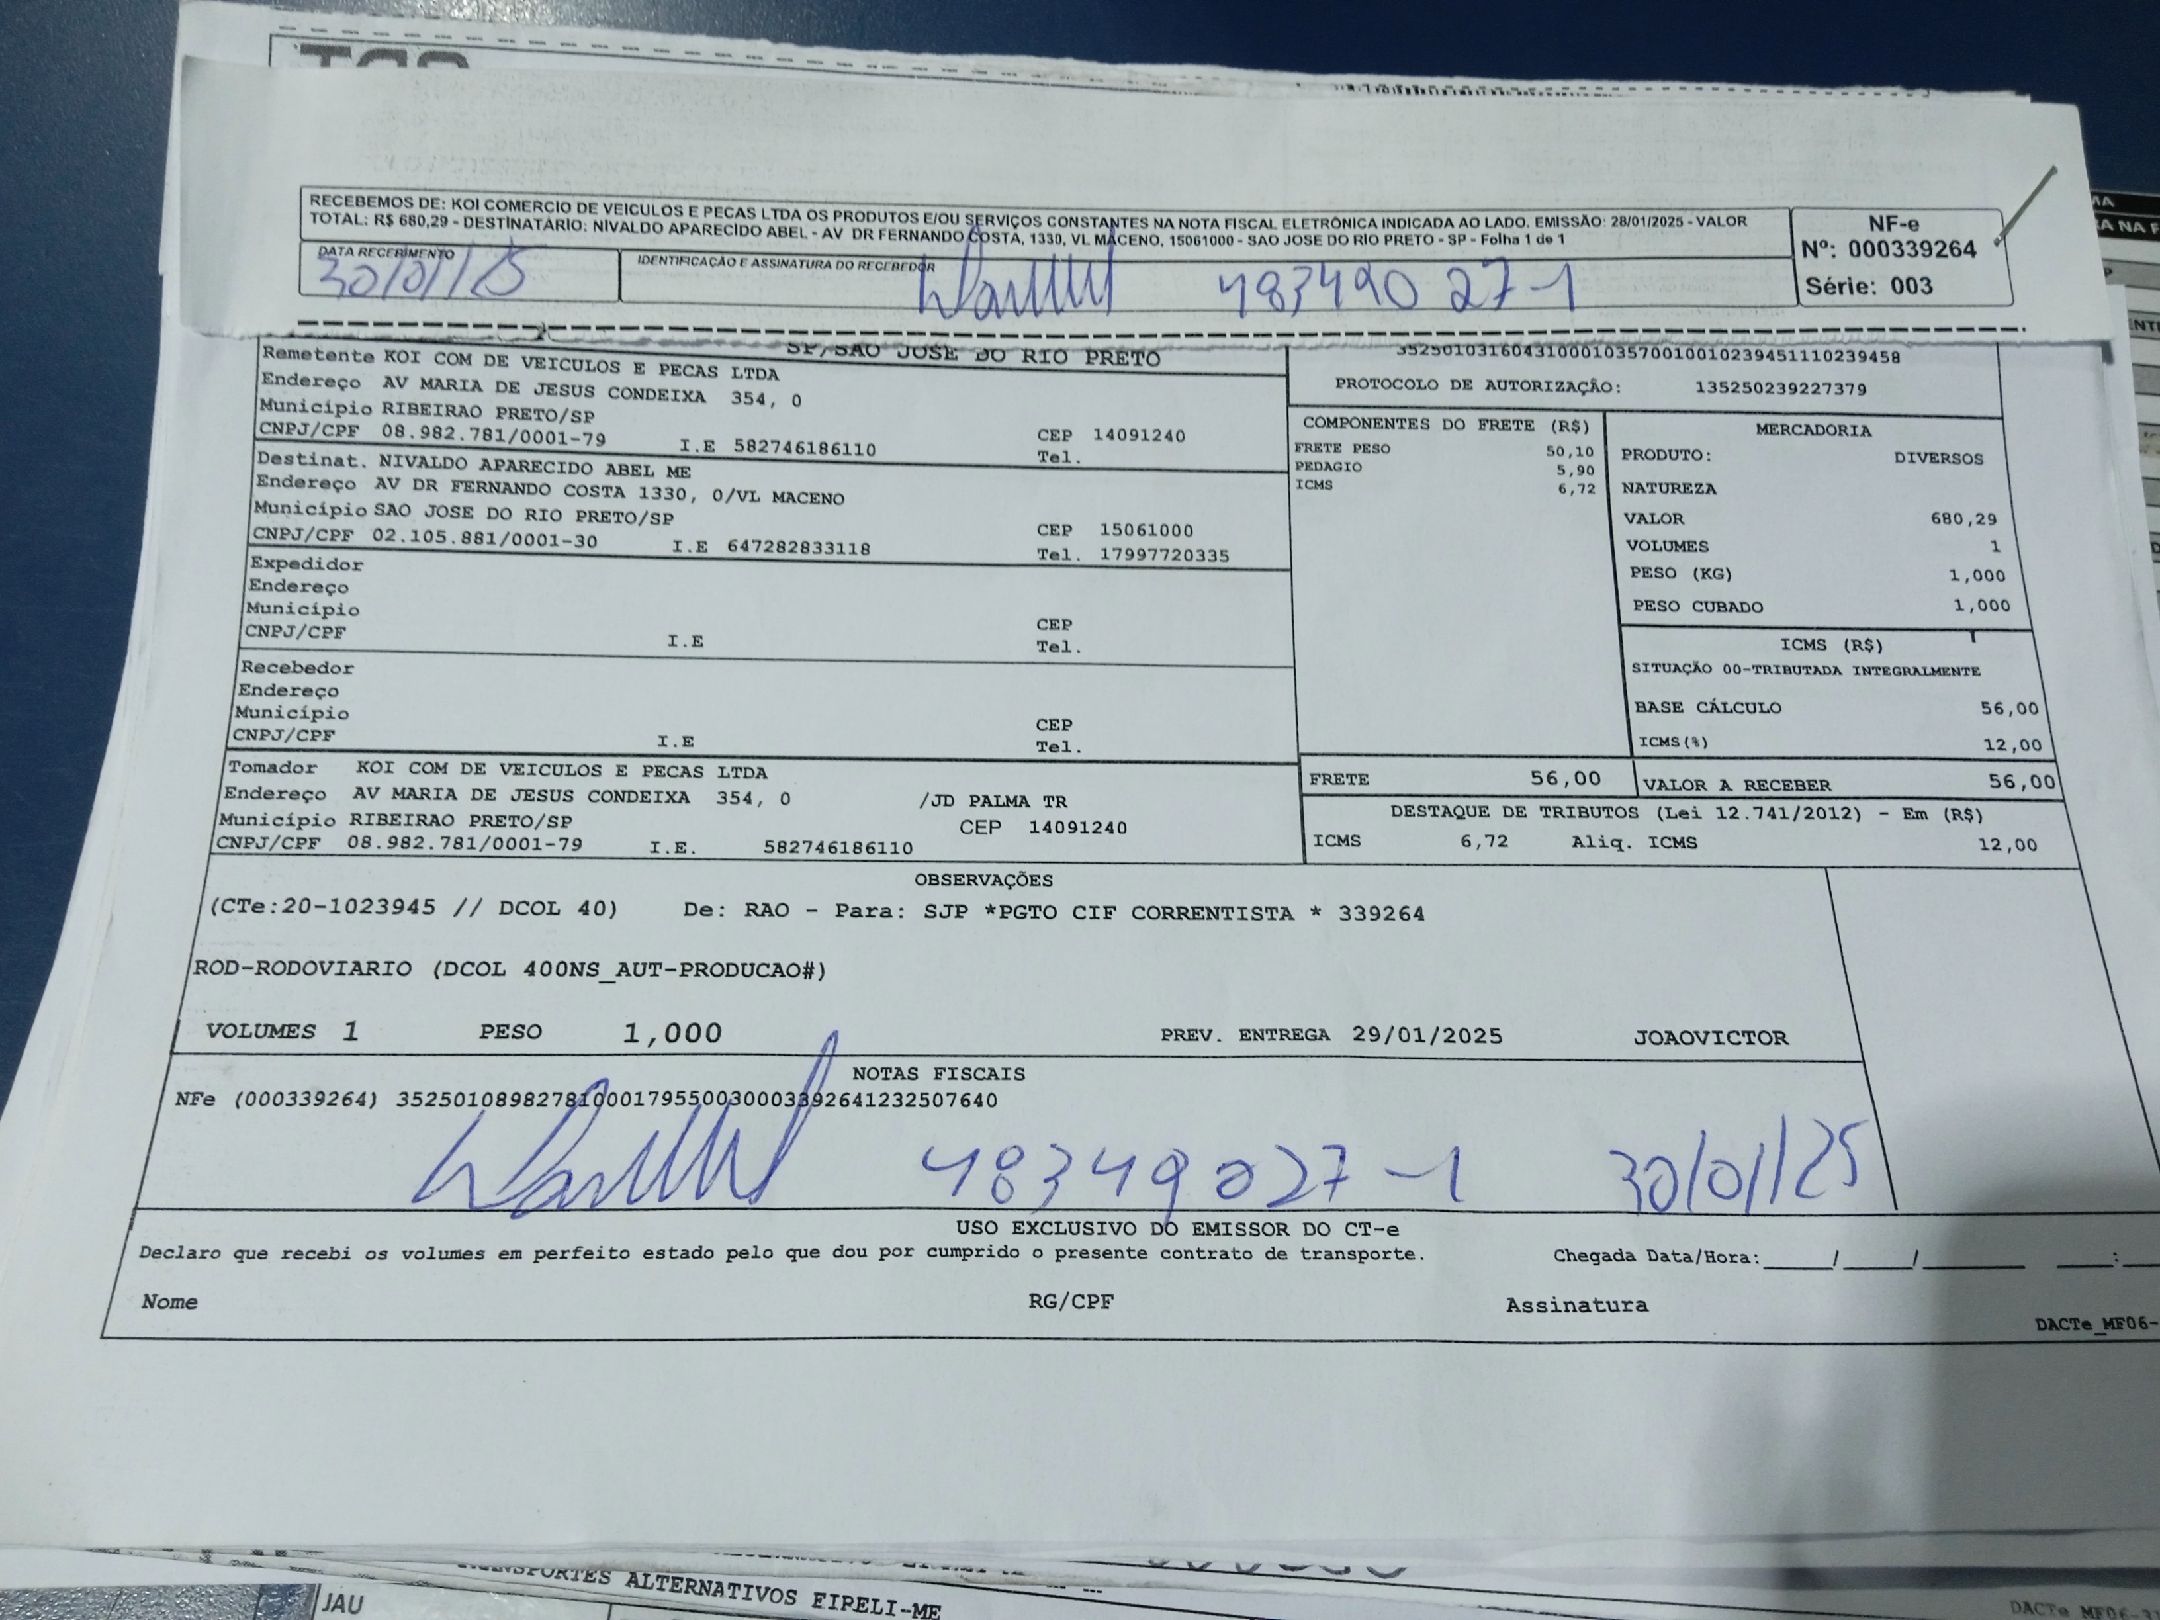 RECEBEMOS DE: KOI COMERCIO DE VEICULOS E PECAS LTDA OS PRODUTOS E/OU SERVIÇOS CONSTANTES NA NOTA FISCAL ELETRÔNICA INDICADA AO LADO. EMISSÃO: 28/01/2025 - VALOR
TOTAL: R$ 680,29 - DESTINATÁRIO: NIVALDO APARECIDO ABEL - AV DR FERNANDO COSTA, 1330, VL MACENO, 15061000 - SAO JOSE DO RIO PRETO - SP - Folha 1 de 1
NF-e
Nº: 000339264
Série: 003
DATA RECEBIMENTO
30/01/25
IDENTIFICAÇÃO E ASSINATURA DO RECEBEDOR
48349027-1
SP/SAO JOSE DO RIO PRETO
Remetente KOI COM DE VEICULOS E PECAS LTDA
Endereço AV MARIA DE JESUS CONDEIXA 354, 0
Município RIBEIRAO PRETO/SP
CNPJ/CPF 08.982.781/0001-79 I.E 582746186110
CEP 14091240
Tel.
Destinat. NIVALDO APARECIDO ABEL ME
Endereço AV DR FERNANDO COSTA 1330, 0/VL MACENO
Município SAO JOSE DO RIO PRETO/SP
CNPJ/CPF 02.105.881/0001-30 I.E 647282833118
CEP 15061000
Tel. 17997720335
Expedidor
Endereço
Município
CNPJ/CPF I.E
CEP
Tel.
Recebedor
Endereço
Município
CNPJ/CPF I.E
CEP
Tel.
Tomador KOI COM DE VEICULOS E PECAS LTDA
Endereço AV MARIA DE JESUS CONDEIXA 354, 0 /JD PALMA TR
Município RIBEIRAO PRETO/SP CEP 14091240
CNPJ/CPF 08.982.781/0001-79 I.E. 582746186110
35250103160431000103570010010239451110239458
PROTOCOLO DE AUTORIZAÇÃO: 135250239227379
COMPONENTES DO FRETE (R$)
FRETE PESO 50,10
PEDAGIO 5,90
ICMS 6,72
MERCADORIA
PRODUTO: DIVERSOS
NATUREZA
VALOR 680,29
VOLUMES 1
PESO (KG) 1,000
PESO CUBADO 1,000
ICMS (R$)
SITUAÇÃO 00-TRIBUTADA INTEGRALMENTE
BASE CÁLCULO 56,00
ICMS(%) 12,00
FRETE 56,00
VALOR A RECEBER 56,00
DESTAQUE DE TRIBUTOS (Lei 12.741/2012) - Em (R$)
ICMS 6,72 Aliq. ICMS 12,00
OBSERVAÇÕES
(CTe:20-1023945 // DCOL 40) De: RAO - Para: SJP *PGTO CIF CORRENTISTA * 339264
ROD-RODOVIARIO (DCOL 400NS_AUT-PRODUCAO#)
VOLUMES 1 PESO 1,000 PREV. ENTREGA 29/01/2025 JOAOVICTOR
NOTAS FISCAIS
NFe (000339264) 35250108982781000179550030003392641232507640
48349027-1 30/01/25
USO EXCLUSIVO DO EMISSOR DO CT-e
Declaro que recebi os volumes em perfeito estado pelo que dou por cumprido o presente contrato de transporte.
Chegada Data/Hora:_____/_____/_______ ____:
Nome RG/CPF Assinatura
DACTe_MF06-
TRANSPORTES ALTERNATIVOS EIPELI-ME
JAU